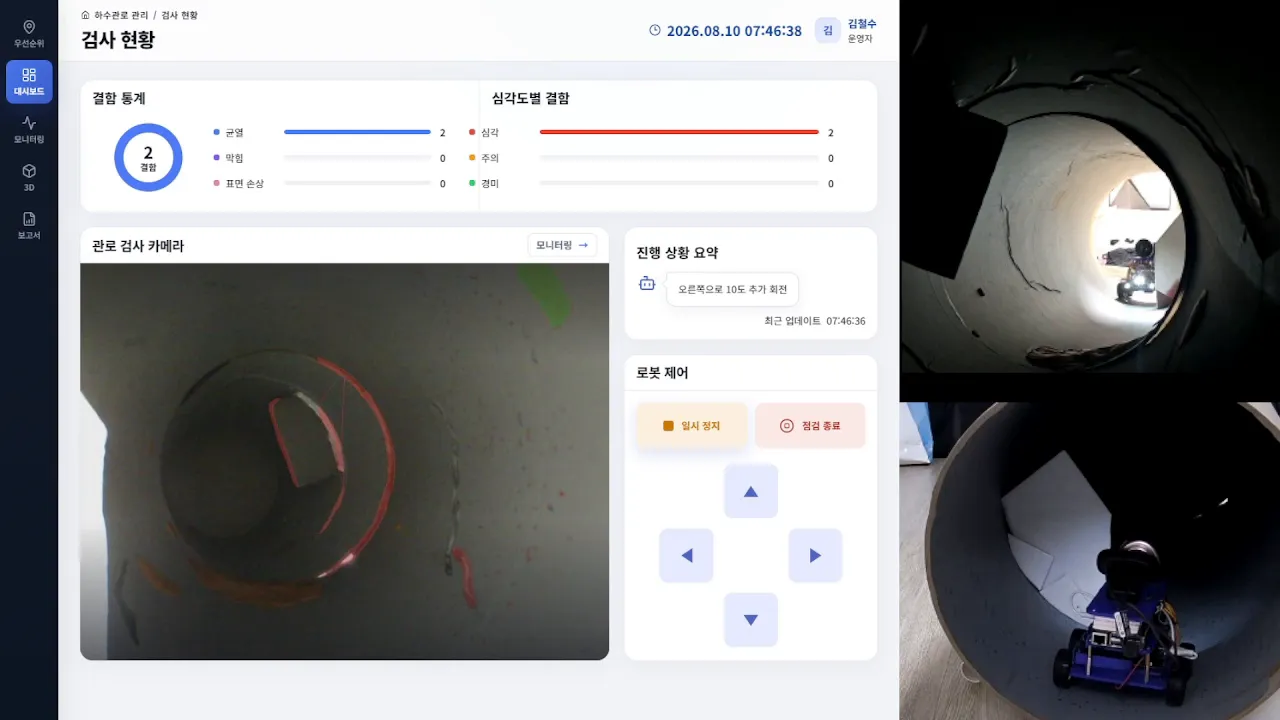 하수관로 관리 / 검사 현황
검사 현황
2026.08.10 07:46:38
김
김철수
운영자
우선순위
대시보드
모니터링
3D
보고서
결함 통계
2
결함
균열 2
막힘 0
표면 손상 0
심각도별 결함
심각 2
주의 0
경미 0
관로 검사 카메라
모니터링 →
진행 상황 요약
오른쪽으로 10도 추가 회전
최근 업데이트 07:46:36
로봇 제어
일시 정지
점검 종료